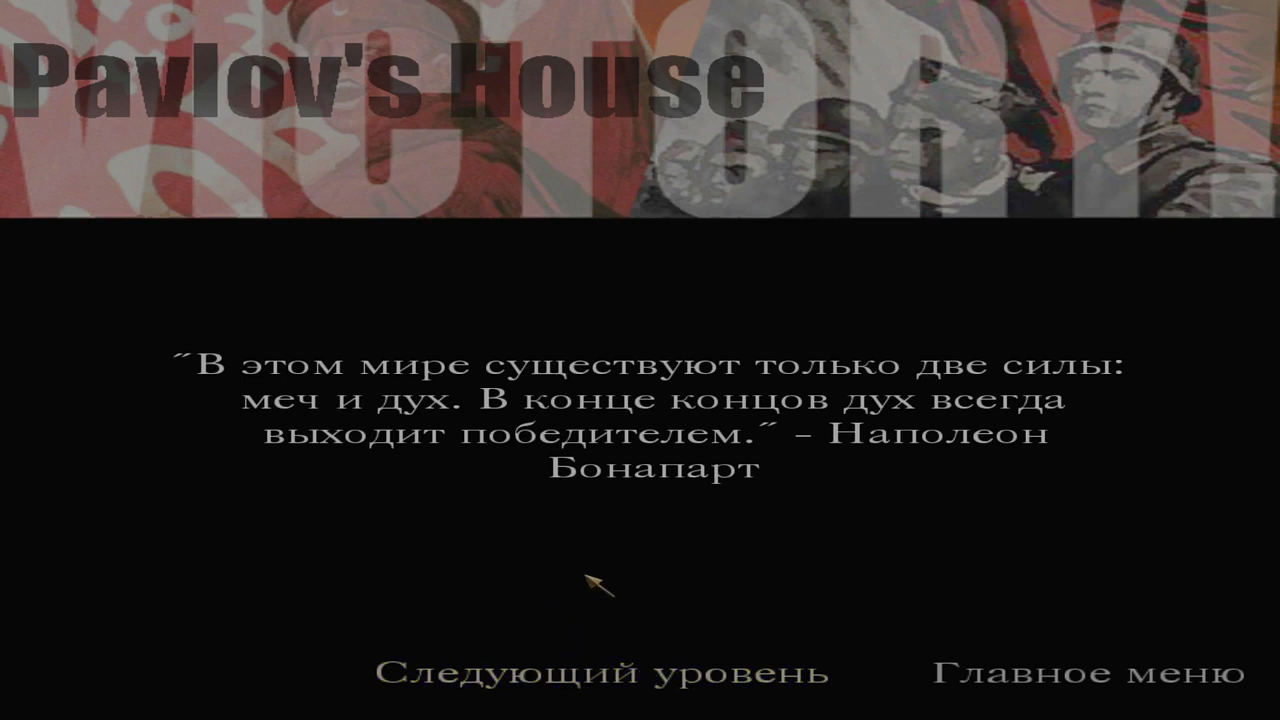 VICTORY
Pavlov's House
˝В этом мире существуют только две силы:
меч и дух. В конце концов дух всегда
выходит победителем.˝ – Наполеон
Бонапарт
Следующий уровень Главное меню